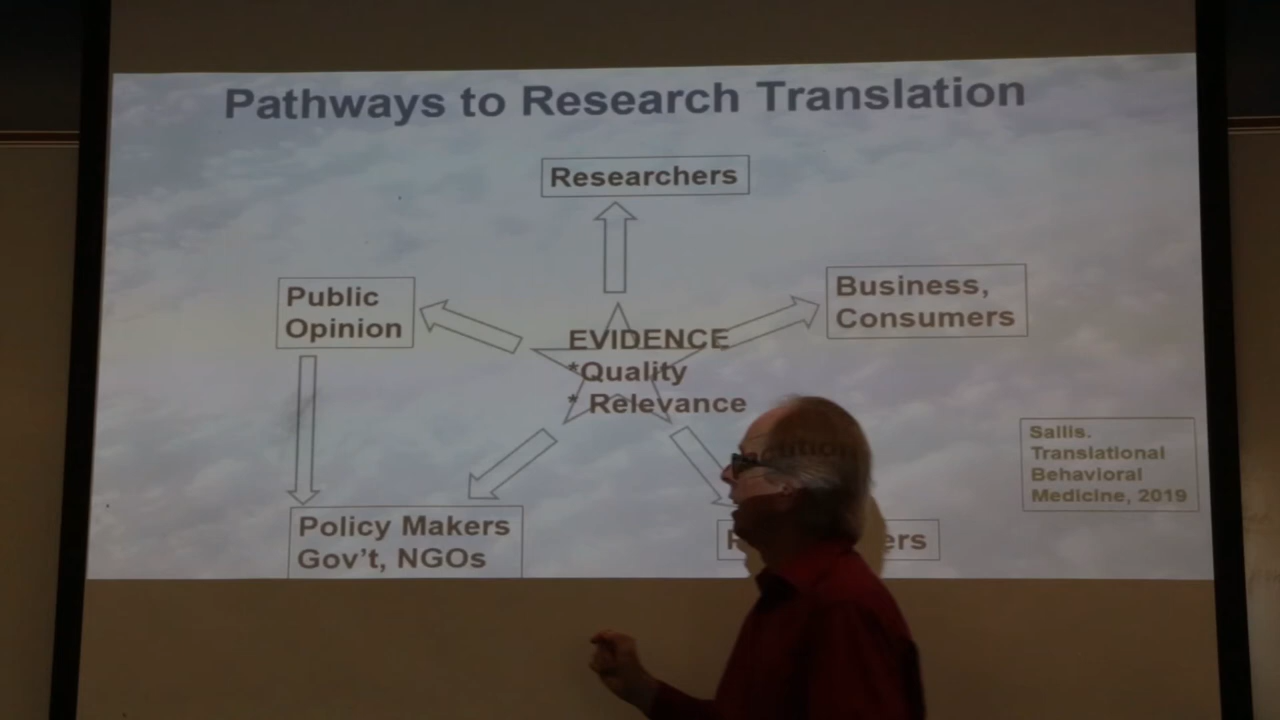 Pathways to Research Translation
Researchers
Public
Opinion
Business,
Consumers
EVIDENCE
*Quality
* Relevance
Sallis.
Translational
Behavioral
Medicine, 2019
Policy Makers
Gov't, NGOs